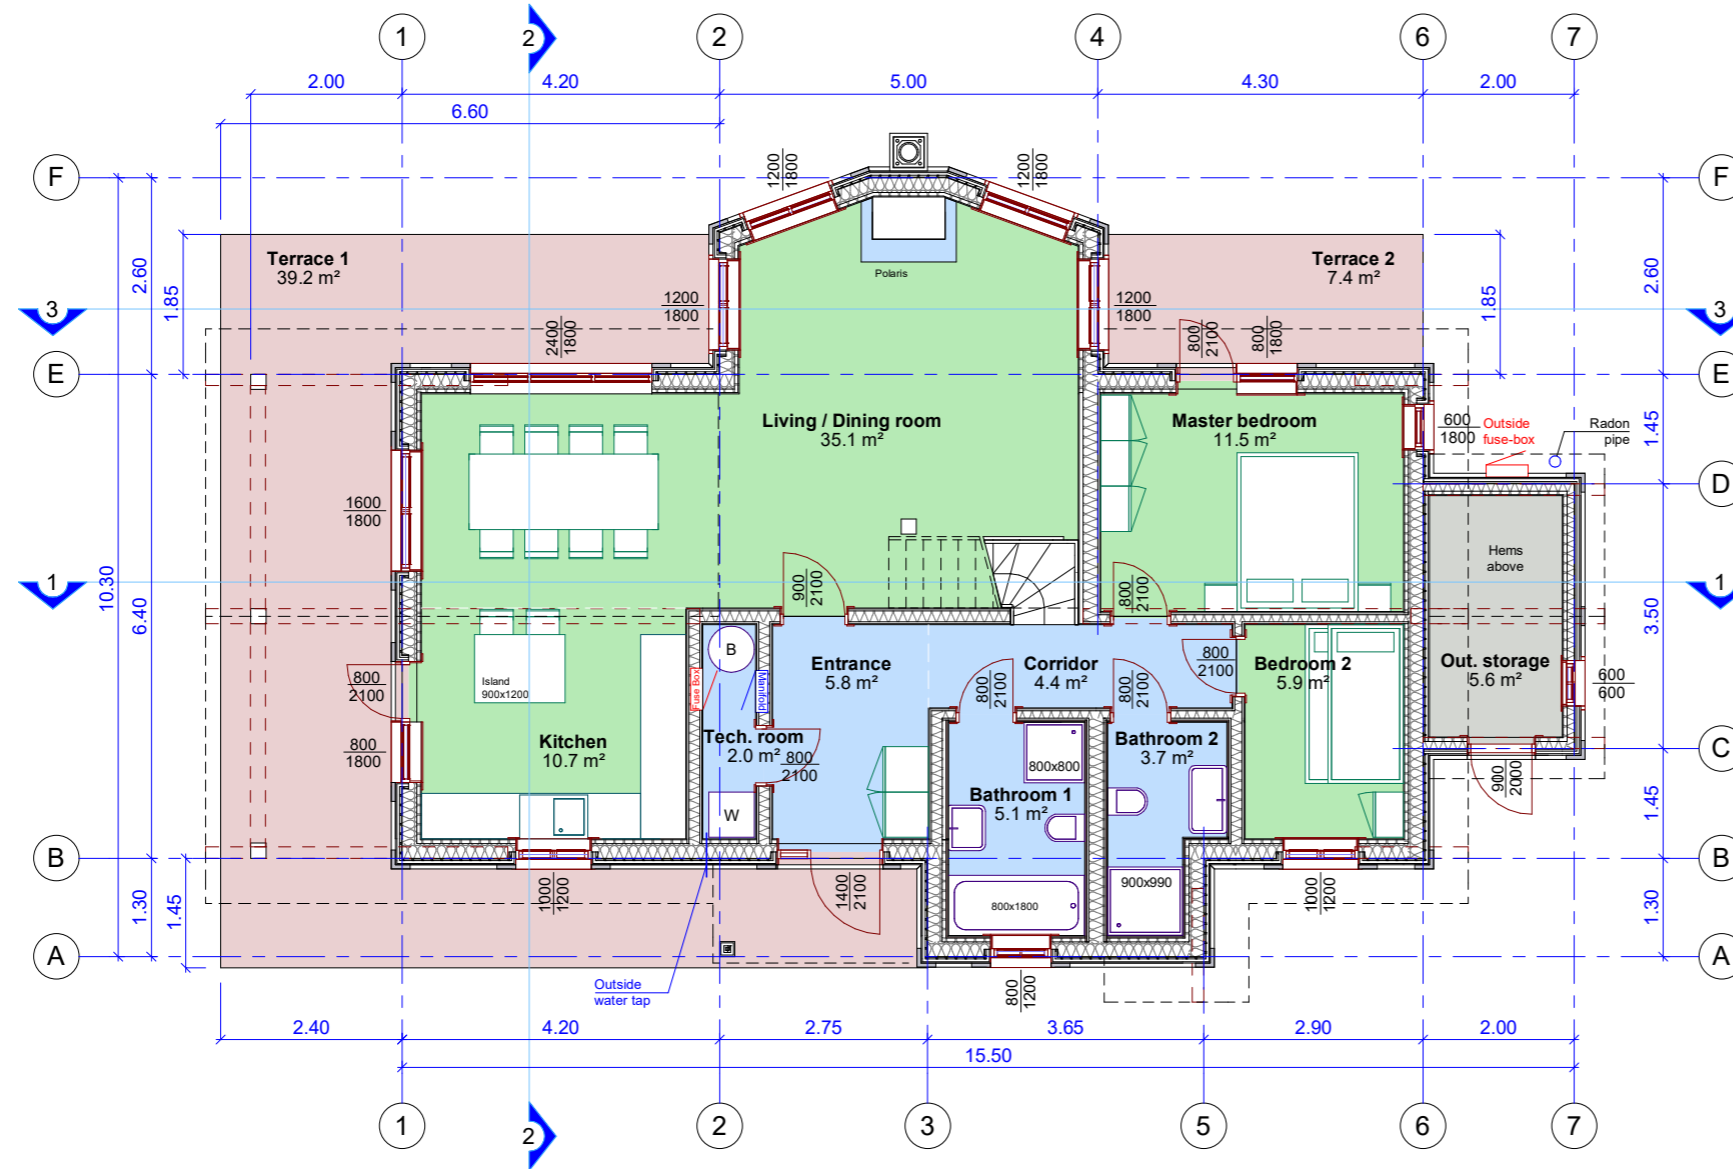 1
2
2
4
6
7
2.00
4.20
5.00
4.30
2.00
6.60
F
F
1200
1800
1200
1800
Terrace 1
39.2 m²
Terrace 2
7.4 m²
2.60
1.85
Polaris
1.85
2.60
3
3
1200
1800
1200
1800
2400
1800
800
2100
800
1800
E
E
Living / Dining room
35.1 m²
Master bedroom
11.5 m²
600
1800
Outside
fuse-box
Radon
pipe
1.45
D
1600
1800
10.30
6.40
1
1
900
2100
800
2100
Hems
above
3.50
B
Entrance
5.8 m²
Corridor
4.4 m²
800
2100
Bedroom 2
5.9 m²
Out. storage
5.6 m²
600
600
Island
900x1200
800
2100
Fuse Box
Manifold
800
2100
800
2100
Kitchen
10.7 m²
Tech. room
2.0 m²
800
2100
Bathroom 2
3.7 m²
800
1800
800x800
C
900
2000
W
Bathroom 1
5.1 m²
1.45
B
B
1000
1200
1400
2100
800x1800
900x990
1000
1200
1.30
1.45
1.30
A
A
Outside
water tap
800
1200
2.40
4.20
2.75
3.65
2.90
2.00
15.50
1
2
2
3
5
6
7